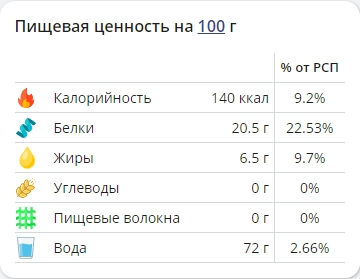 Пищевая ценность на 100 г
% от РСП
Калорийность 140 ккал 9.2%
Белки 20.5 г 22.53%
Жиры 6.5 г 9.7%
Углеводы 0 г 0%
Пищевые волокна 0 г 0%
Вода 72 г 2.66%